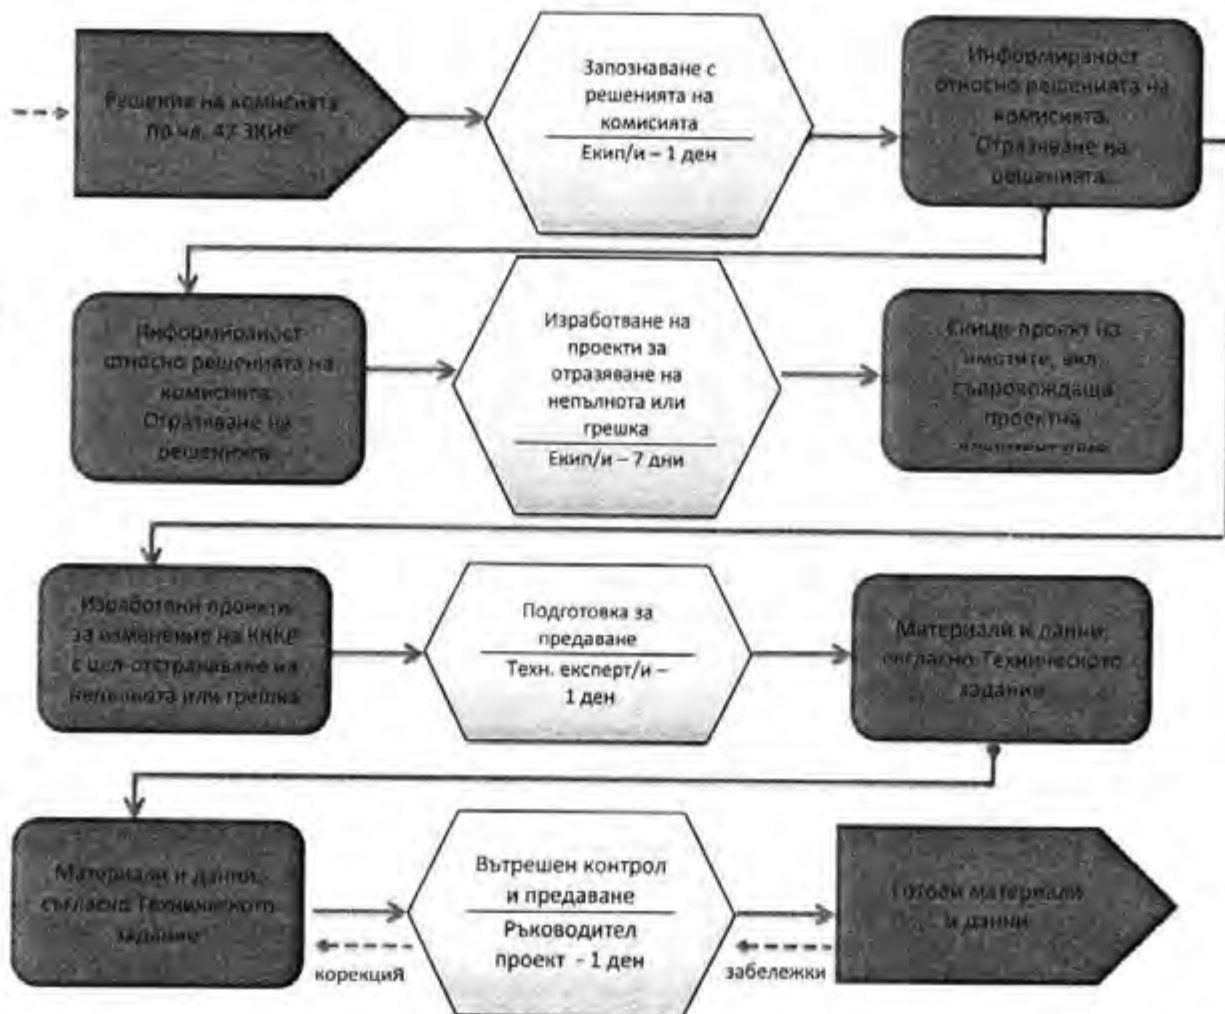 Решения на комисията
по чл. 47 ЗКИР
Запознаване с
решенията на
комисията
Екип/и – 1 ден
Информираност
относно решенията на
комисията.
Отразяване на
решенията.
Информираност
относно решенията на
комисията.
Отразяване на
решенията
Изработване на
проекти за
отразяване на
непълнота или
грешка
Екип/и – 7 дни
Скици-проект на
имотите, вкл.
съпровождаща
проектна
Изработени проекти
за изменение на КККР
с цел отстраняване на
или грешка
Подготовка за
предаване
Техн. експерт/и –
1 ден
Материали и данни,
съгласно Техническото
задание
Материали и данни,
съгласно Техническото
задание
Вътрешен контрол
и предаване
Ръководител
проект - 1 ден
Готови материали
и данни
корекция
забележки